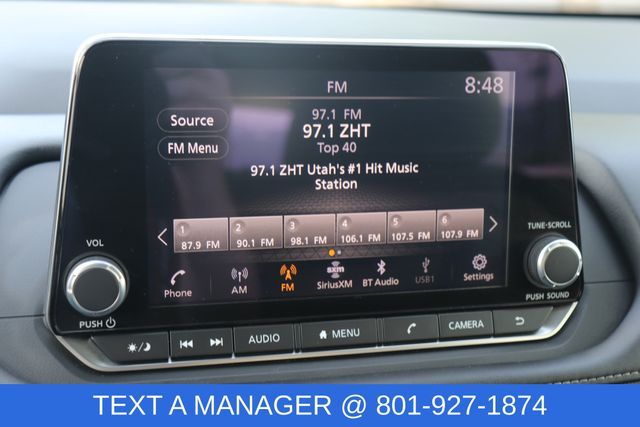 FM
8:48
Source
FM Menu
97.1 FM
97.1 ZHT
Top 40
97.1 ZHT Utah's #1 Hit Music
Station
1 2 3 4 5 6
87.9 FM 90.1 FM 98.1 FM 106.1 FM 107.5 FM 107.9 FM
Phone AM FM SiriusXM BT Audio USB1 Settings
sxm
VOL
PUSH
TUNE·SCROLL
PUSH SOUND
AUDIO MENU CAMERA
TEXT A MANAGER @ 801-927-1874